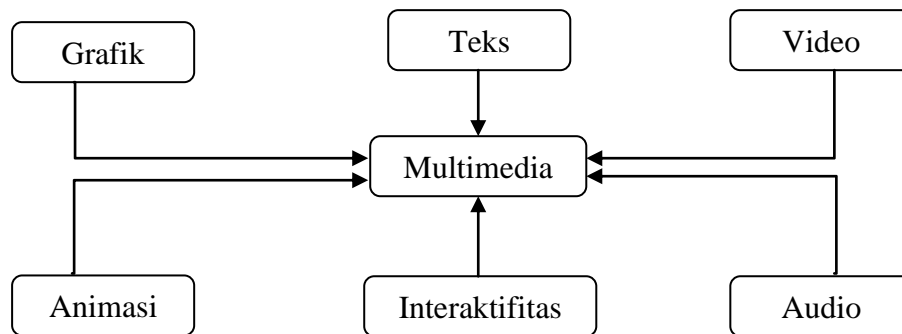 Grafik
Teks
Video
Multimedia
Animasi
Interaktifitas
Audio